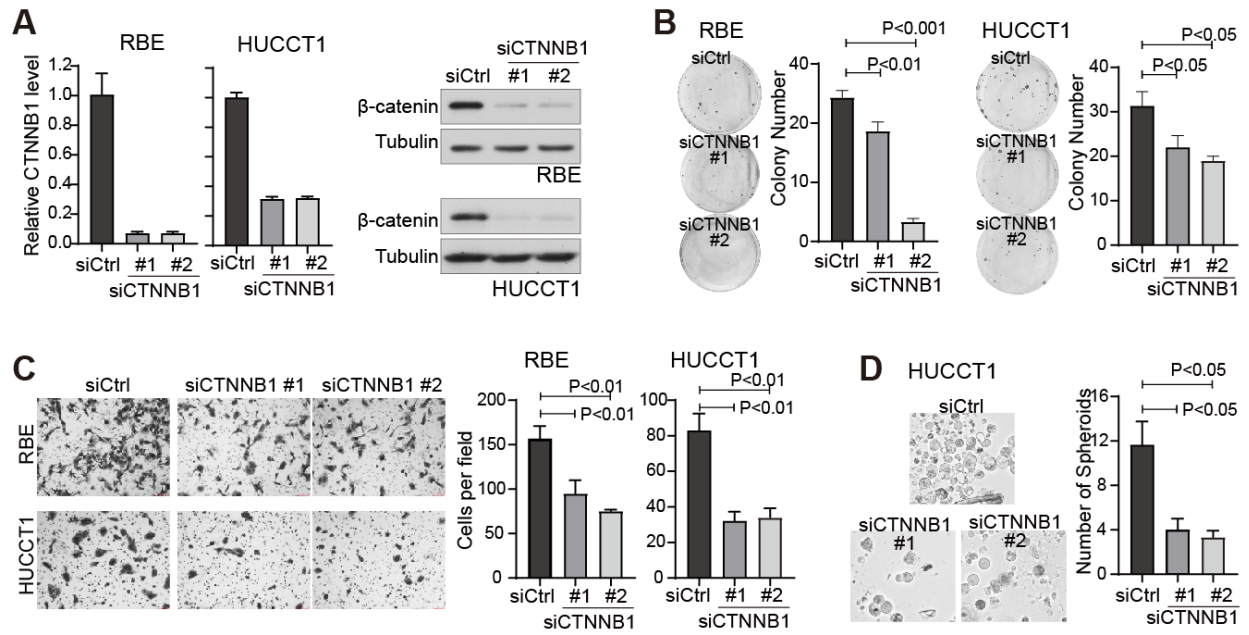 A
RBE
HUCCT1
Relative CTNNB1 level
1.2
1.0
0.8
0.6
0.4
0.2
0.0
siCtrl #1 #2
siCTNNB1
siCtrl #1 #2
siCTNNB1
siCTNNB1
siCtrl #1 #2
β-catenin
Tubulin
RBE
β-catenin
Tubulin
HUCCT1
B
RBE
siCtrl
siCTNNB1
#1
siCTNNB1
#2
P<0.001
P<0.01
Colony Number
40
20
10
0
siCtrl #1 #2
siCTNNB1
HUCCT1
siCtrl
siCTNNB1
#1
siCTNNB1
#2
P<0.05
P<0.05
Colony Number
40
30
20
10
0
siCtrl #1 #2
siCTNNB1
C
siCtrl siCTNNB1 #1 siCTNNB1 #2
RBE
HUCCT1
RBE
P<0.01
P<0.01
Cells per field
200
150
100
50
0
siCtrl #1 #2
siCTNNB1
HUCCT1
P<0.01
P<0.01
80
60
40
20
0
siCtrl #1 #2
siCTNNB1
D
HUCCT1
siCtrl
siCTNNB1
#1
siCTNNB1
#2
P<0.05
P<0.05
Number of Spheroids
16
12
8
4
0
siCtrl #1 #2
siCTNNB1